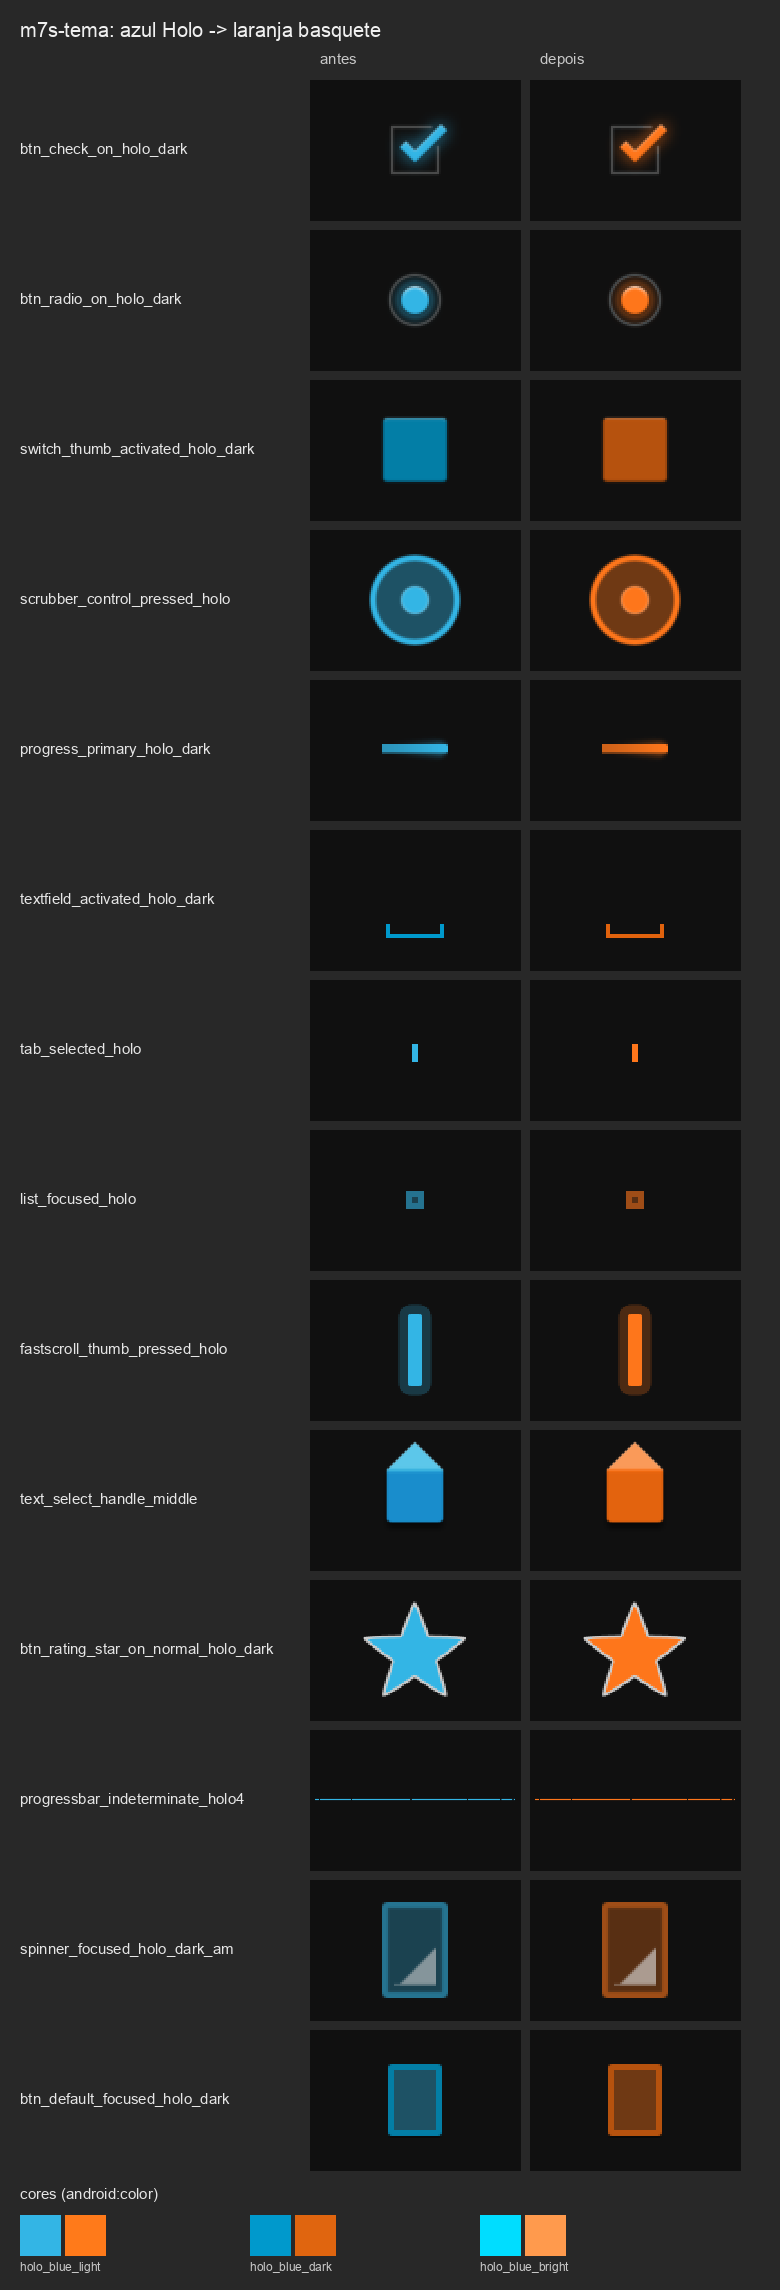 m7s-tema: azul Holo -> laranja basquete
antes depois
btn_check_on_holo_dark
btn_radio_on_holo_dark
switch_thumb_activated_holo_dark
scrubber_control_pressed_holo
progress_primary_holo_dark
textfield_activated_holo_dark
tab_selected_holo
list_focused_holo
fastscroll_thumb_pressed_holo
text_select_handle_middle
btn_rating_star_on_normal_holo_dark
progressbar_indeterminate_holo4
spinner_focused_holo_dark_am
btn_default_focused_holo_dark
cores (android:color)
holo_blue_light holo_blue_dark holo_blue_bright